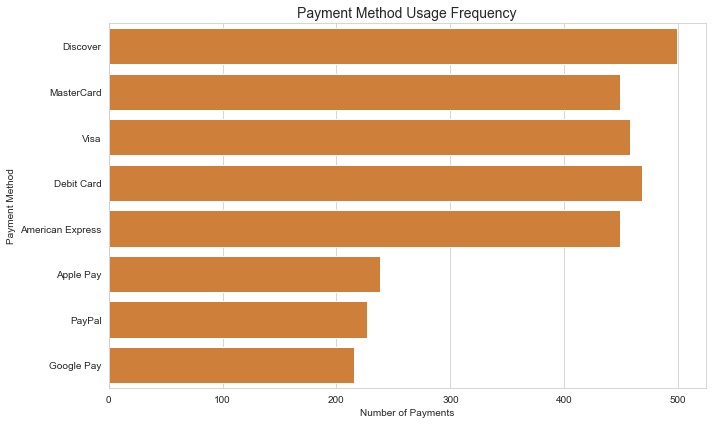 Payment Method Usage Frequency
Payment Method
Discover
MasterCard
Visa
Debit Card
American Express
Apple Pay
PayPal
Google Pay
0 100 200 300 400 500
Number of Payments